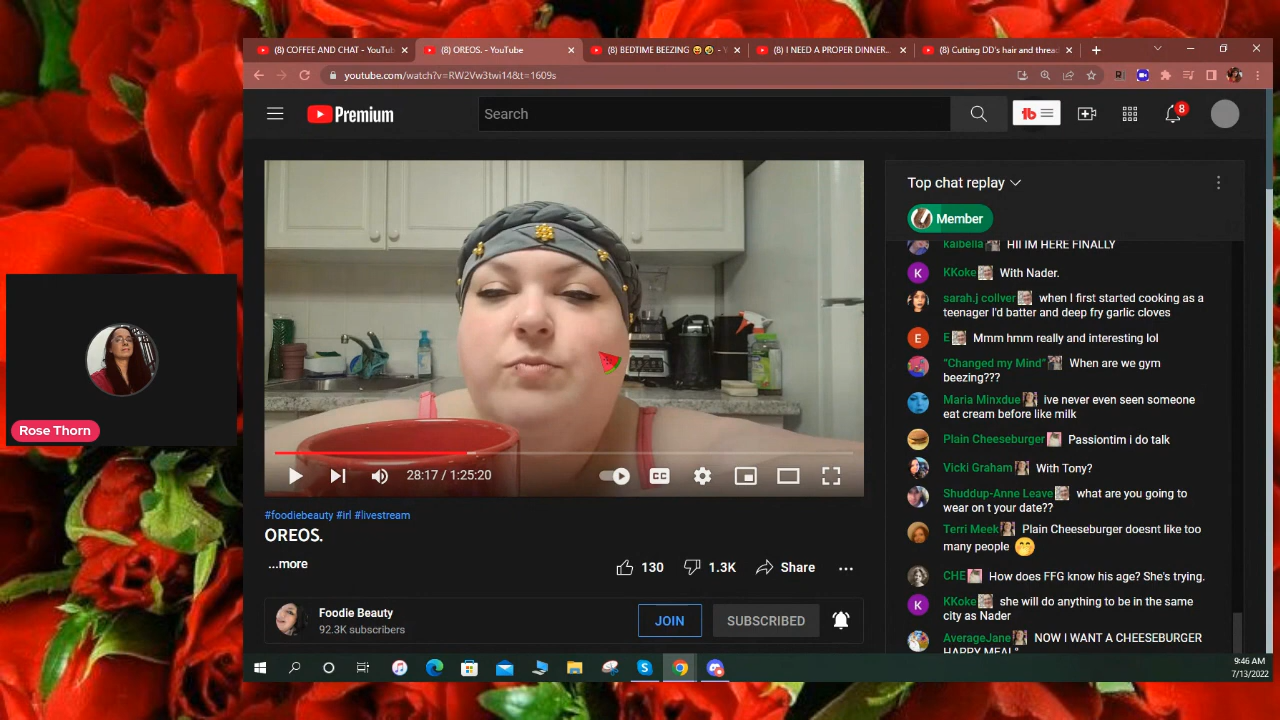 (8) COFFEE AND CHAT - YouTub
(8) OREOS. - YouTube
(8) BEDTIME BEEZING 😆 🤪 - Y
(8) I NEED A PROPER DINNER..
(8) Cutting DD's hair and thread
youtube.com/watch?v=RW2Vw3twi14&t=1609s
Premium
Search
tb
8
Top chat replay
Member
kaibella HII IM HERE FINALLY
KKoke With Nader.
sarah.j collver when I first started cooking as a
teenager I'd batter and deep fry garlic cloves
E Mmm hmm really and interesting lol
"Changed my Mind" When are we gym
beezing???
Maria Minxdue ive never even seen someone
eat cream before like milk
Plain Cheeseburger Passiontim i do talk
Vicki Graham With Tony?
Shuddup-Anne Leave what are you going to
wear on t your date??
Terri Meek Plain Cheeseburger doesnt like too
many people 🤭
CHE How does FFG know his age? She's trying.
KKoke she will do anything to be in the same
city as Nader
AverageJane NOW I WANT A CHEESEBURGER
HAPPY MEAL°
Rose Thorn
28:17 / 1:25:20
CC
#foodiebeauty #irl #livestream
OREOS.
...more
130
1.3K
Share
Foodie Beauty
92.3K subscribers
JOIN
SUBSCRIBED
9:46 AM
7/13/2022